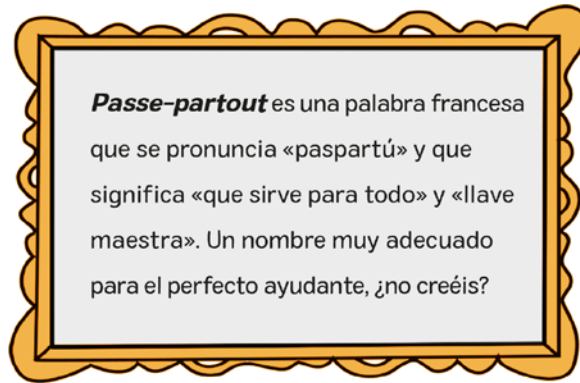 Passe-partout es una palabra francesa
que se pronuncia «paspartú» y que
significa «que sirve para todo» y «llave
maestra». Un nombre muy adecuado
para el perfecto ayudante, ¿no creéis?